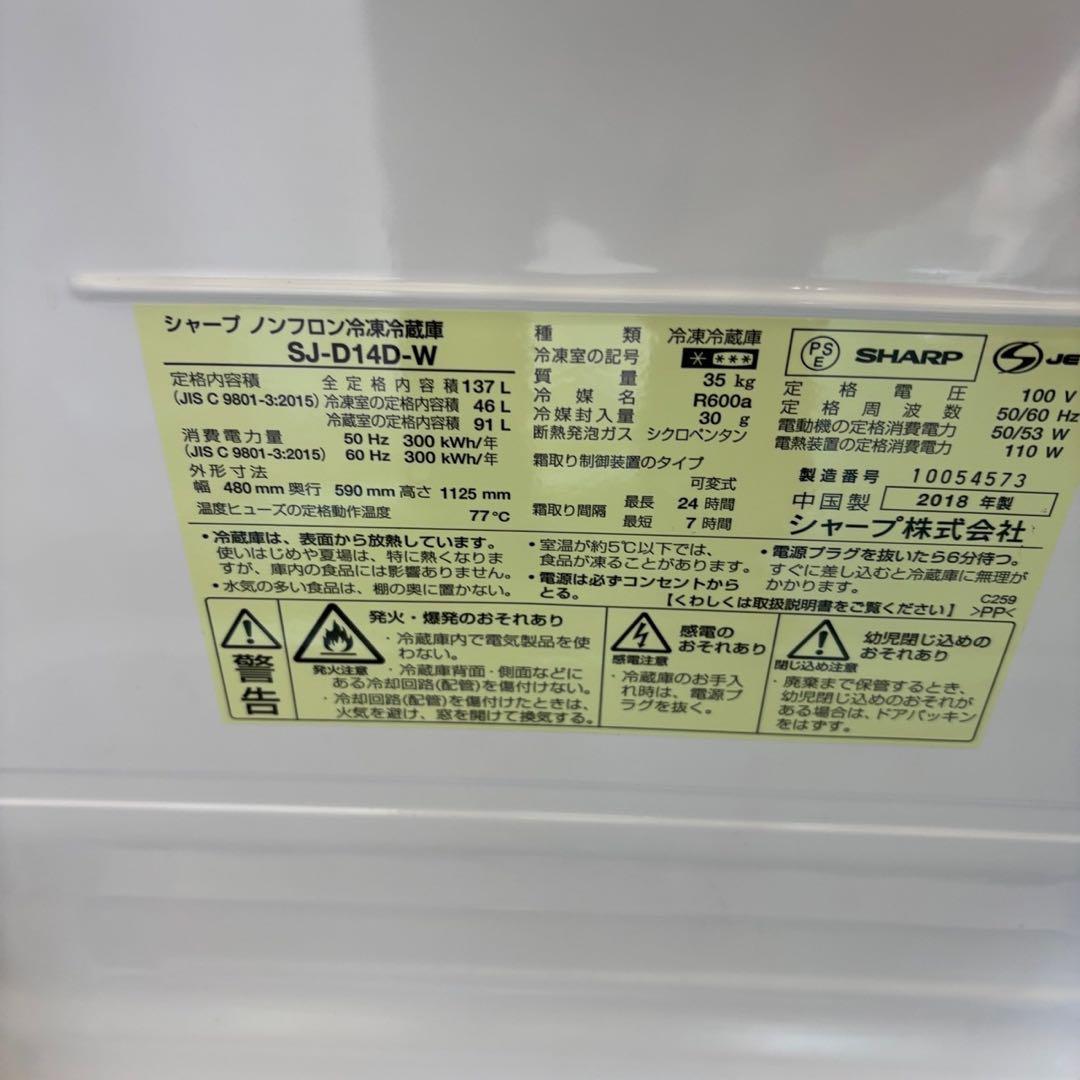 シャープ ノンフロン冷凍冷蔵庫
SJ-D14D-W
定格内容積 全定格内容積 137 L
(JIS C 9801-3:2015) 冷凍室の定格内容積 46 L
冷蔵室の定格内容積 91 L
消費電力量 50 Hz 300 kWh/年
(JIS C 9801-3:2015) 60 Hz 300 kWh/年
外形寸法
幅 480 mm 奥行 590 mm 高さ 1125 mm
温度ヒューズの定格動作温度 77℃
種類 冷凍冷蔵庫
冷凍室の記号 * ***
質量 35 kg
冷媒名 R600a
冷媒封入量 30 g
断熱発泡ガス シクロペンタン
霜取り制御装置のタイプ
可変式
霜取り間隔 最長 24 時間
最短 7 時間
PS
E
SHARP
JE
定格電圧 100 V
定格周波数 50/60 Hz
電動機の定格消費電力 50/53 W
電熱装置の定格消費電力 110 W
製造番号 10054573
中国製 2018 年製
シャープ株式会社
・冷蔵庫は、表面から放熱しています。
使いはじめや夏場は、特に熱くなりま
すが、庫内の食品には影響ありません。
・水気の多い食品は、棚の奥に置かない。
・室温が約5℃以下では、
食品が凍ることがあります。
・電源は必ずコンセントから
とる。
・電源プラグを抜いたら6分待つ。
すぐに差し込むと冷蔵庫に無理が
かかります。
C259
【くわしくは取扱説明書をご覧ください】 >PP<
警告
発火・爆発のおそれあり
発火注意
・冷蔵庫内で電気製品を使
わない。
・冷蔵庫背面・側面などに
ある冷却回路(配管)を傷付けない。
・冷却回路(配管)を傷付けたときは、
火気を避け、窓を開けて換気する。
感電の
おそれあり
感電注意
・冷蔵庫のお手入
れ時は、電源プ
ラグを抜く。
幼児閉じ込めの
おそれあり
閉じ込め注意
・廃棄まで保管するとき、
幼児閉じ込めのおそれが
ある場合は、ドアパッキン
をはずす。